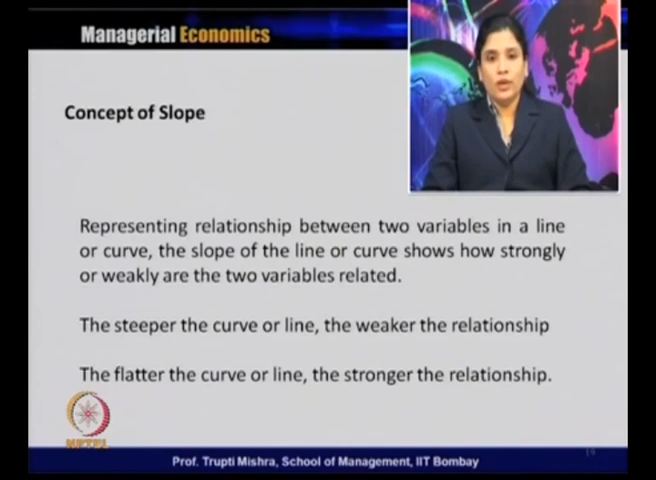 Managerial Economics
Concept of Slope
Representing relationship between two variables in a line
or curve, the slope of the line or curve shows how strongly
or weakly are the two variables related.
The steeper the curve or line, the weaker the relationship
The flatter the curve or line, the stronger the relationship.
NPTEL
Prof. Trupti Mishra, School of Management, IIT Bombay